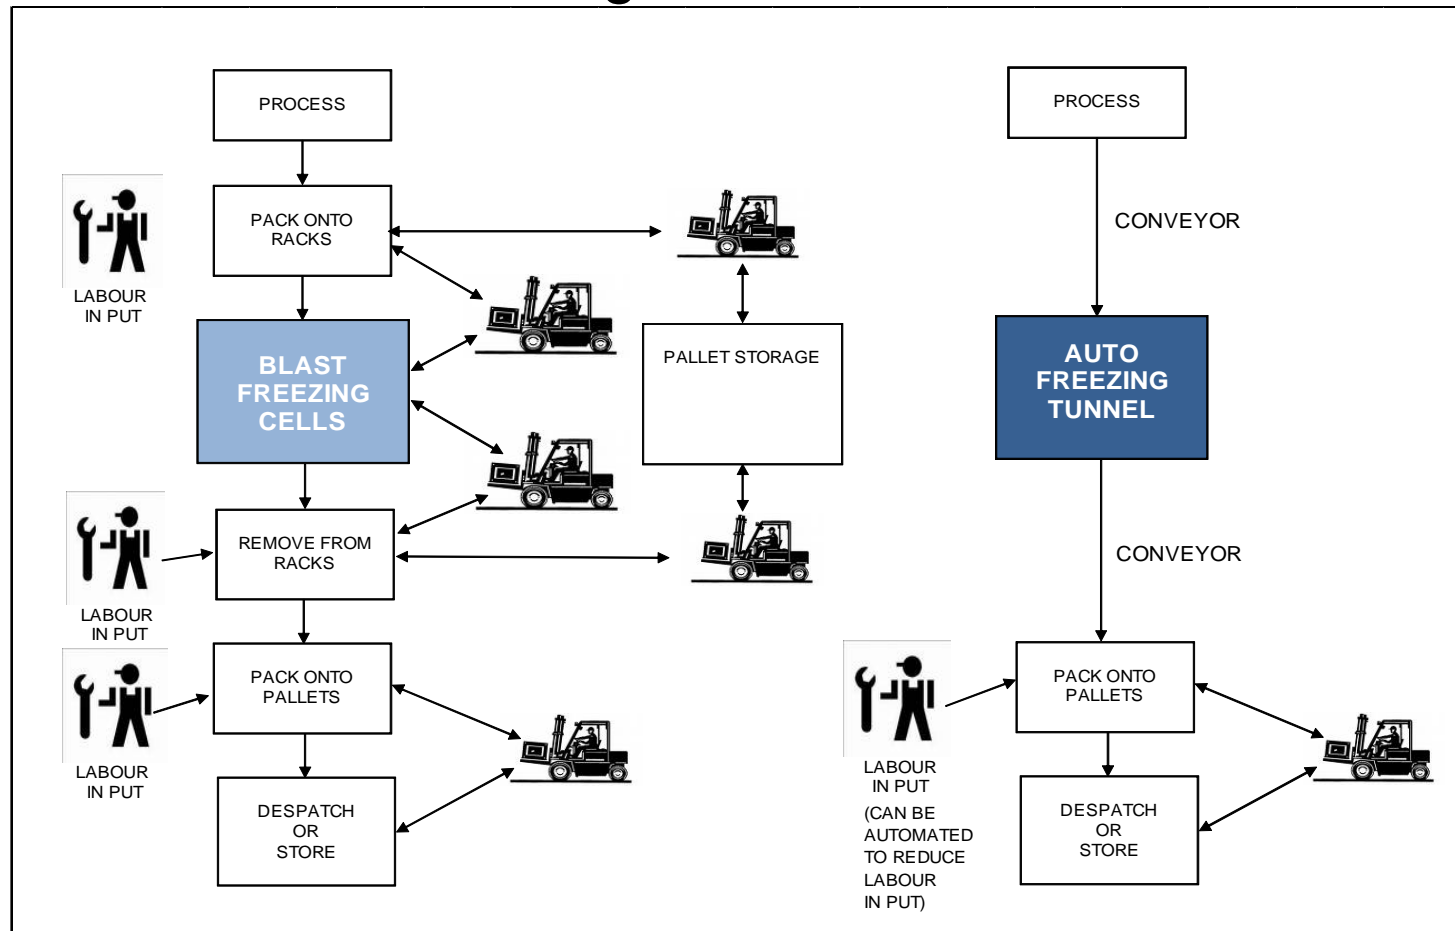 PROCESS
PACK ONTO
RACKS
LABOUR
IN PUT
BLAST
FREEZING
CELLS
PALLET STORAGE
REMOVE FROM
RACKS
LABOUR
IN PUT
PACK ONTO
PALLETS
LABOUR
IN PUT
DESPATCH
OR
STORE
PROCESS
CONVEYOR
AUTO
FREEZING
TUNNEL
CONVEYOR
PACK ONTO
PALLETS
LABOUR
IN PUT
(CAN BE
AUTOMATED
TO REDUCE
LABOUR
IN PUT)
DESPATCH
OR
STORE